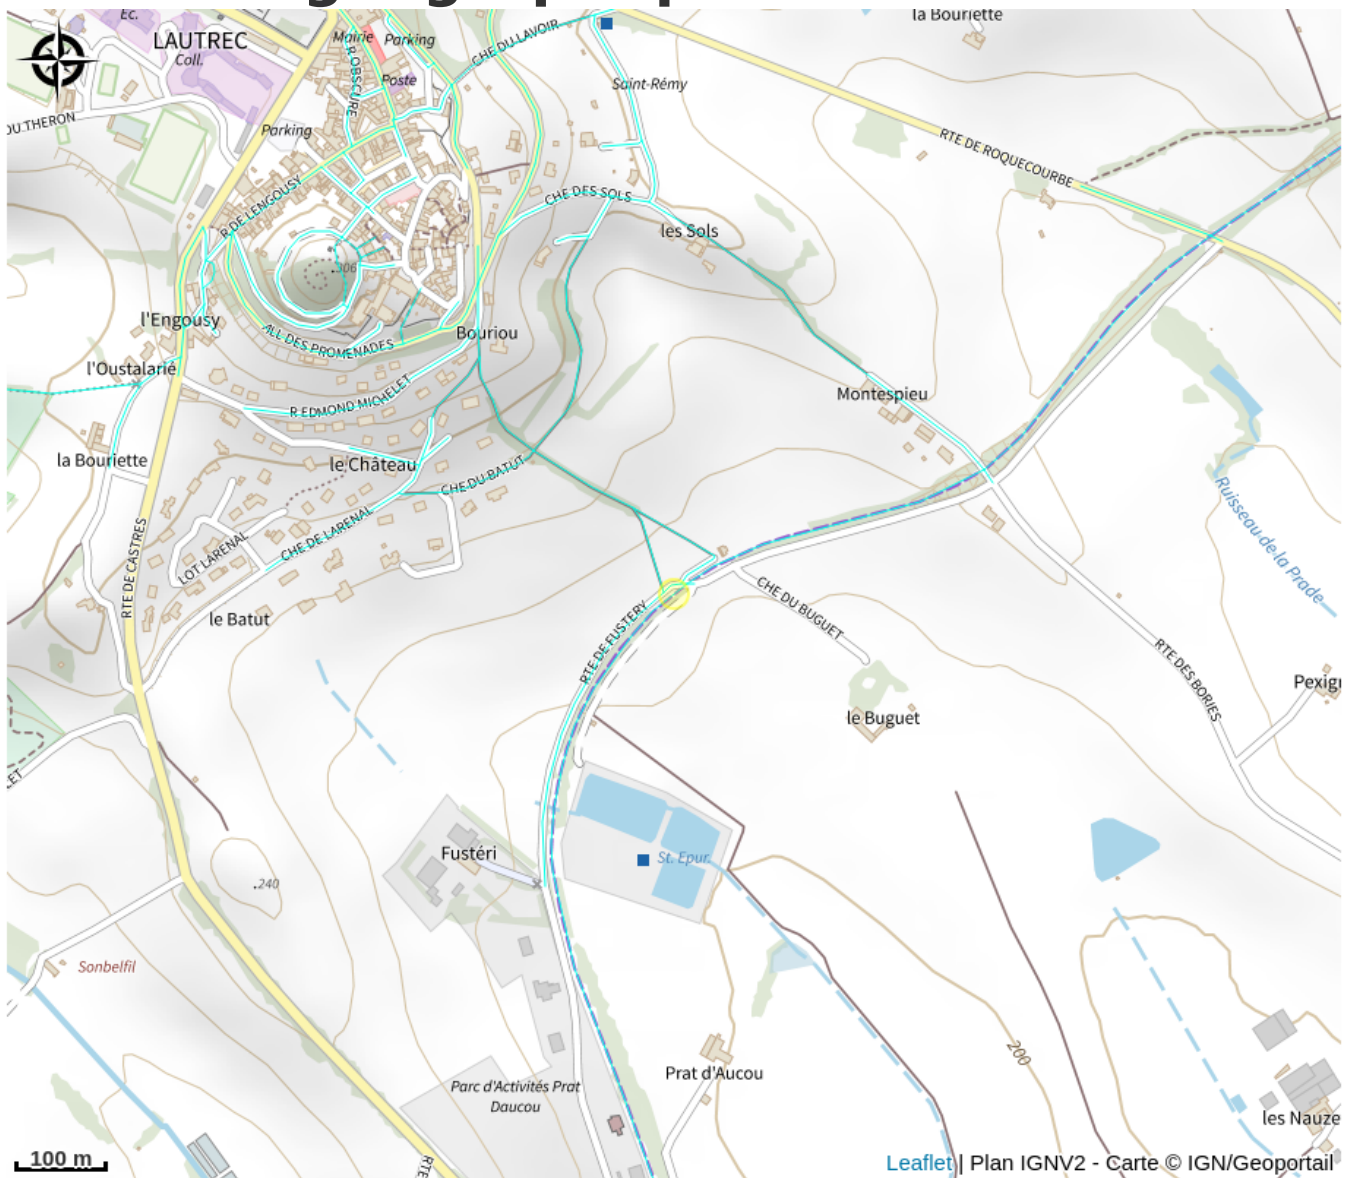 Ec.
LAUTREC
Coll.
Mairie
Parking
CHE DU LAVOIR
la Bouriette
R OBSCURE
Poste
Saint-Rémy
DU THERON
Parking
RTE DE ROQUECOURBE
R DE LENGOUSY
CHE DES SOLS
les Sols
.306
l'Engousy
ALL DES PROMENADES
Bouriou
l'Oustalarié
R EDMOND MICHELET
Montespieu
la Bouriette
le Château
CHE DU BATUT
Ruisseau de la Prade
RTE DE CASTRES
LOT LARENAL
CHE DE LARENAL
le Batut
RTE DE FUSTERY
CHE DU BUGUET
RTE DES BORIES
le Buguet
Fustéri
St. Epur.
.240
Sonbelfil
200
Prat d'Aucou
Parc d'Activités Prat
Daucou
les Nauze
RTE
100 m
Leaflet | Plan IGNV2 - Carte © IGN/Geoportail